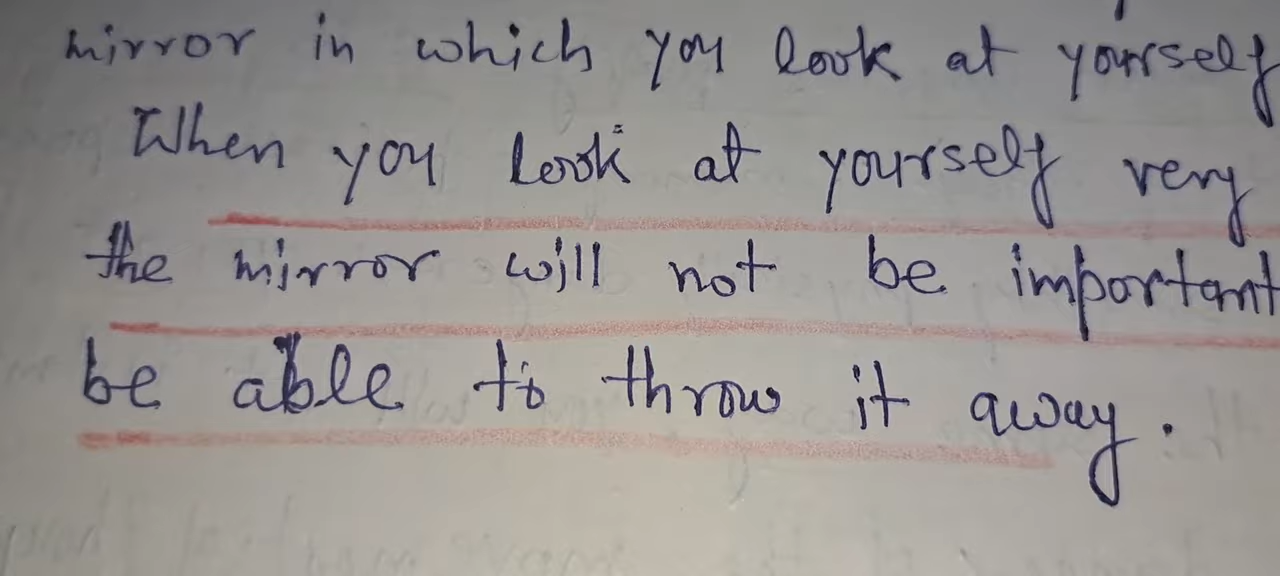 mirror in which you look at yourself
When you look at yourself very
the mirror will not be important
be able to throw it away.